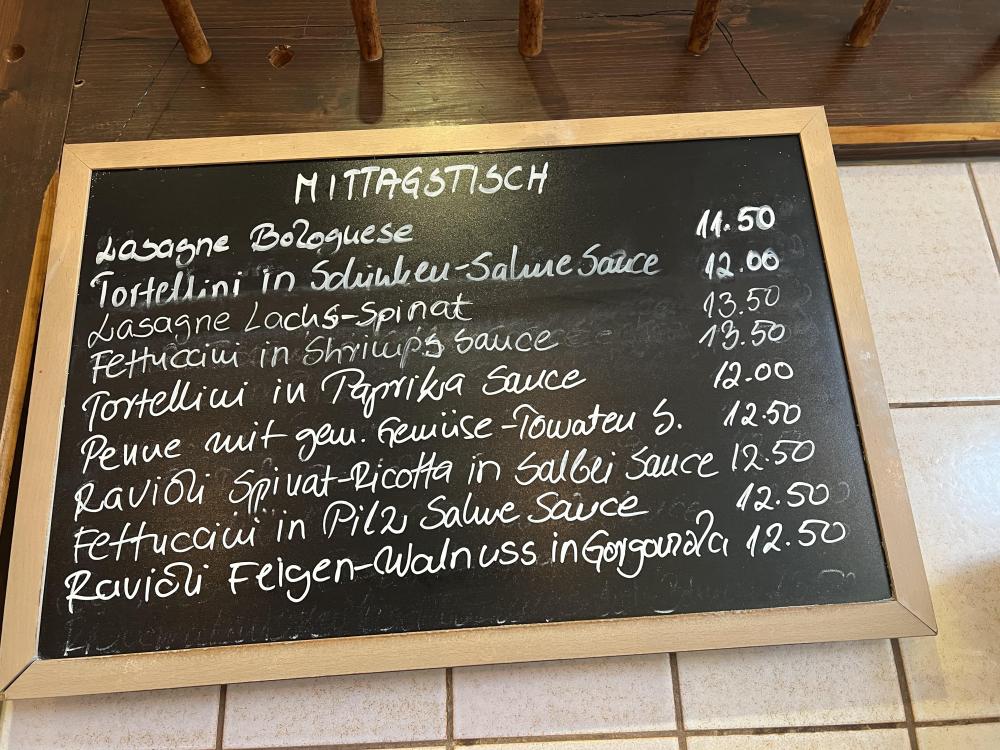 MITTAGSTISCH
Lasagne Bolognese 11.50
Tortellini in Schinken-Sahne Sauce 12.00
Lasagne Lachs-Spinat 13.50
Fettuccini in Shrimps Sauce 13.50
Tortellini in Paprika Sauce 12.00
Penne mit gem. Gemüse-Tomaten S. 12.50
Ravioli Spinat-Ricotta in Salbei Sauce 12.50
Fettuccini in Pilz Sahne Sauce 12.50
Ravioli Feigen-Walnuss in Gorgonzola 12.50